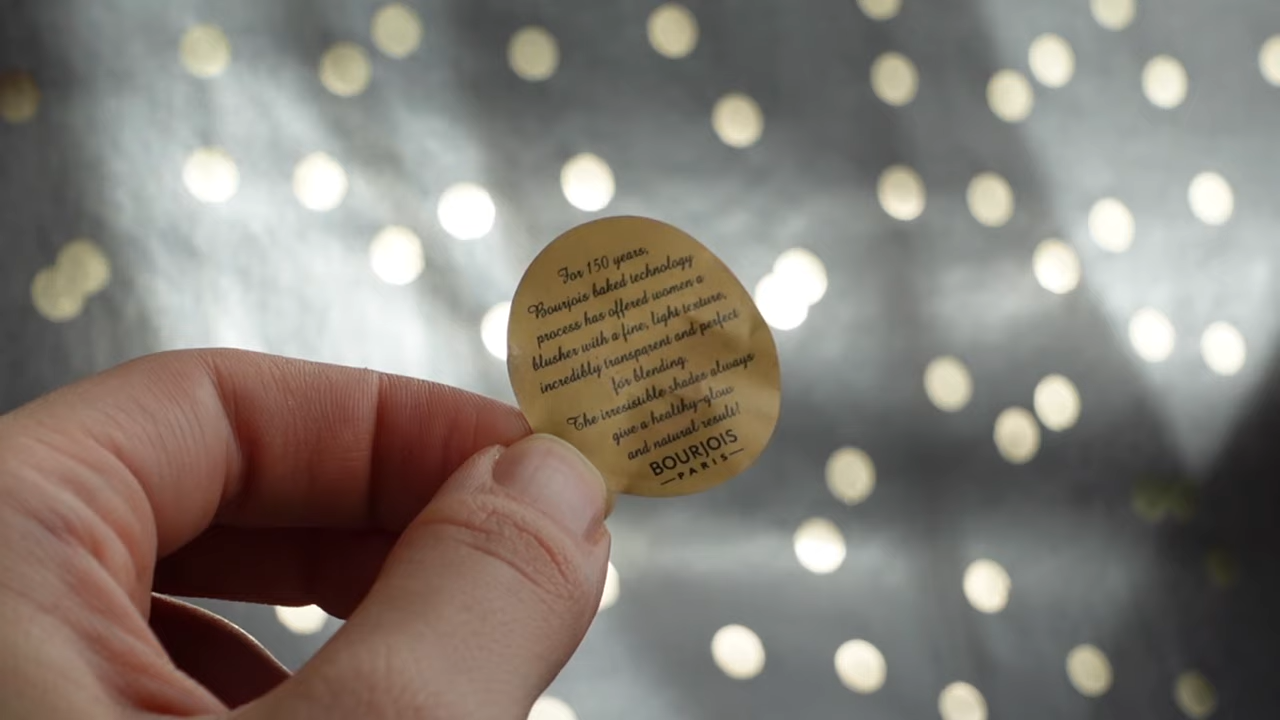 For 150 years,
Bourjois baked technology
process has offered women a
blusher with a fine, light texture,
incredibly transparent and perfect
for blending.
The irresistible shades always
give a healthy-glow
and natural result!
BOURJOIS
—PARIS—